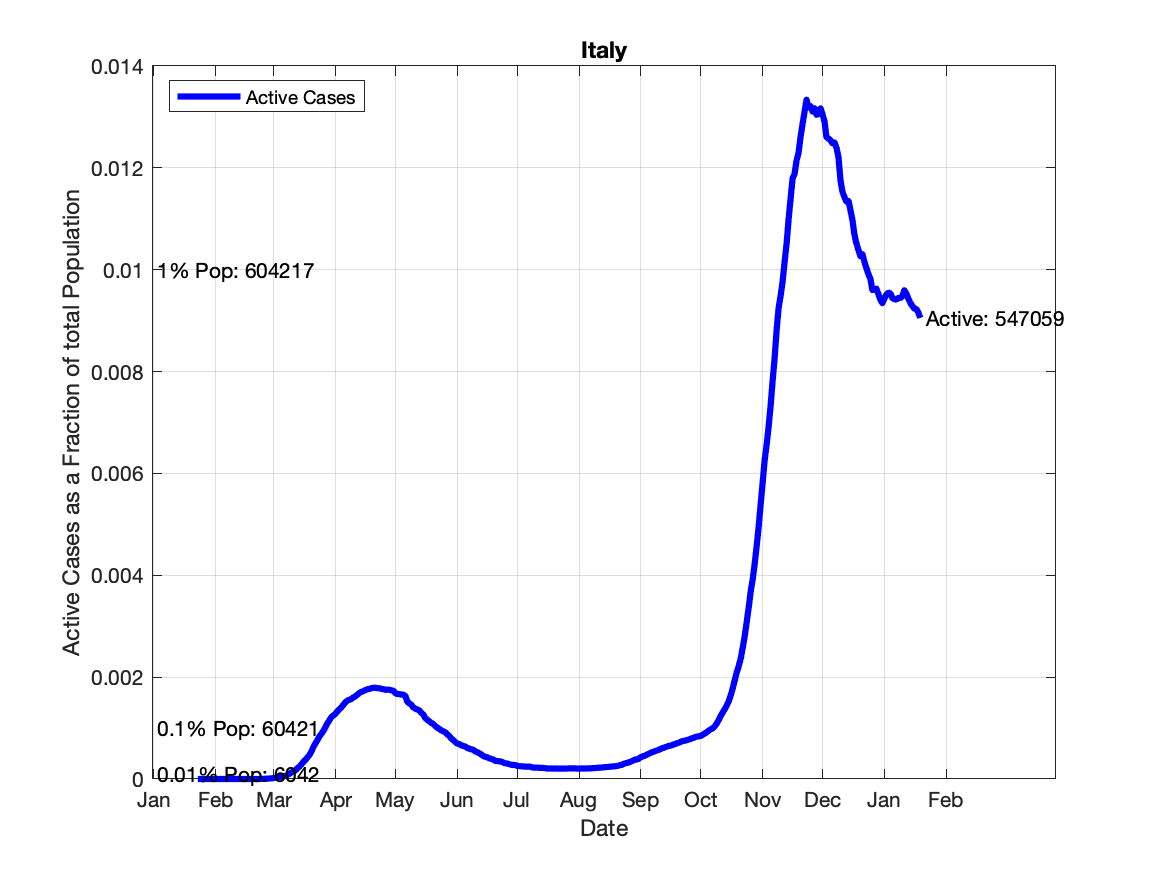 Italy
Active Cases
0.014
0.012
0.01
0.008
0.006
0.004
0.002
0
Active Cases as a Fraction of total Population
1% Pop: 604217
Active: 547059
0.1% Pop: 60421
0.01% Pop: 6042
Jan Feb Mar Apr May Jun Jul Aug Sep Oct Nov Dec Jan Feb
Date